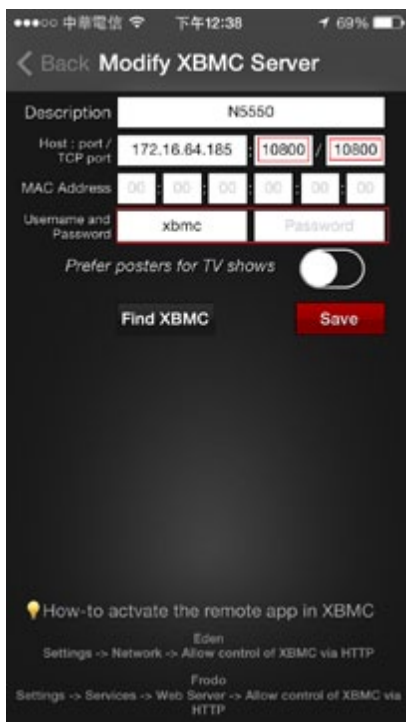 ●●●○○ 中華電信 下午12:38 69%
Back Modify XBMC Server
Description N5550
Host : port / TCP port 172.16.64.185 : 10800 / 10800
MAC Address 00 : 00 : 00 : 00 : 00 : 00
Username and Password xbmc Password
Prefer posters for TV shows
Find XBMC Save
How-to actvate the remote app in XBMC
Eden
Settings -> Network -> Allow control of XBMC via HTTP
Frodo
Settings -> Services -> Web Server -> Allow control of XBMC via
HTTP